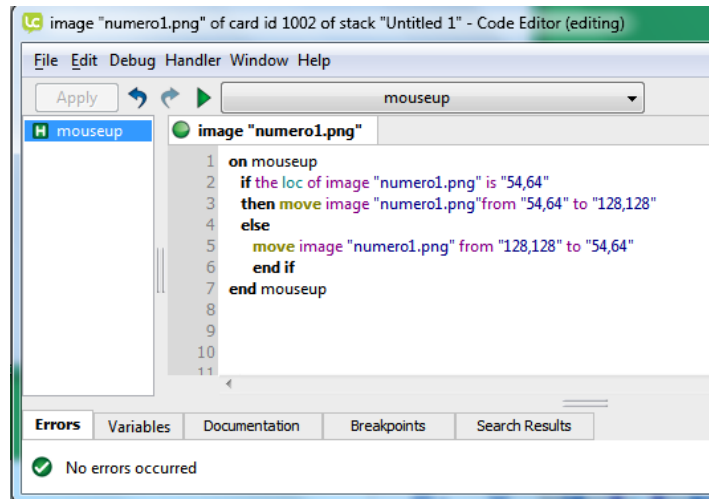 image "numero1.png" of card id 1002 of stack "Untitled 1" - Code Editor (editing)
File Edit Debug Handler Window Help
Apply mouseup
H mouseup
image "numero1.png"
1 on mouseup
2 if the loc of image "numero1.png" is "54,64"
3 then move image "numero1.png"from "54,64" to "128,128"
4 else
5 move image "numero1.png" from "128,128" to "54,64"
6 end if
7 end mouseup
8
9
10
11
Errors Variables Documentation Breakpoints Search Results
No errors occurred